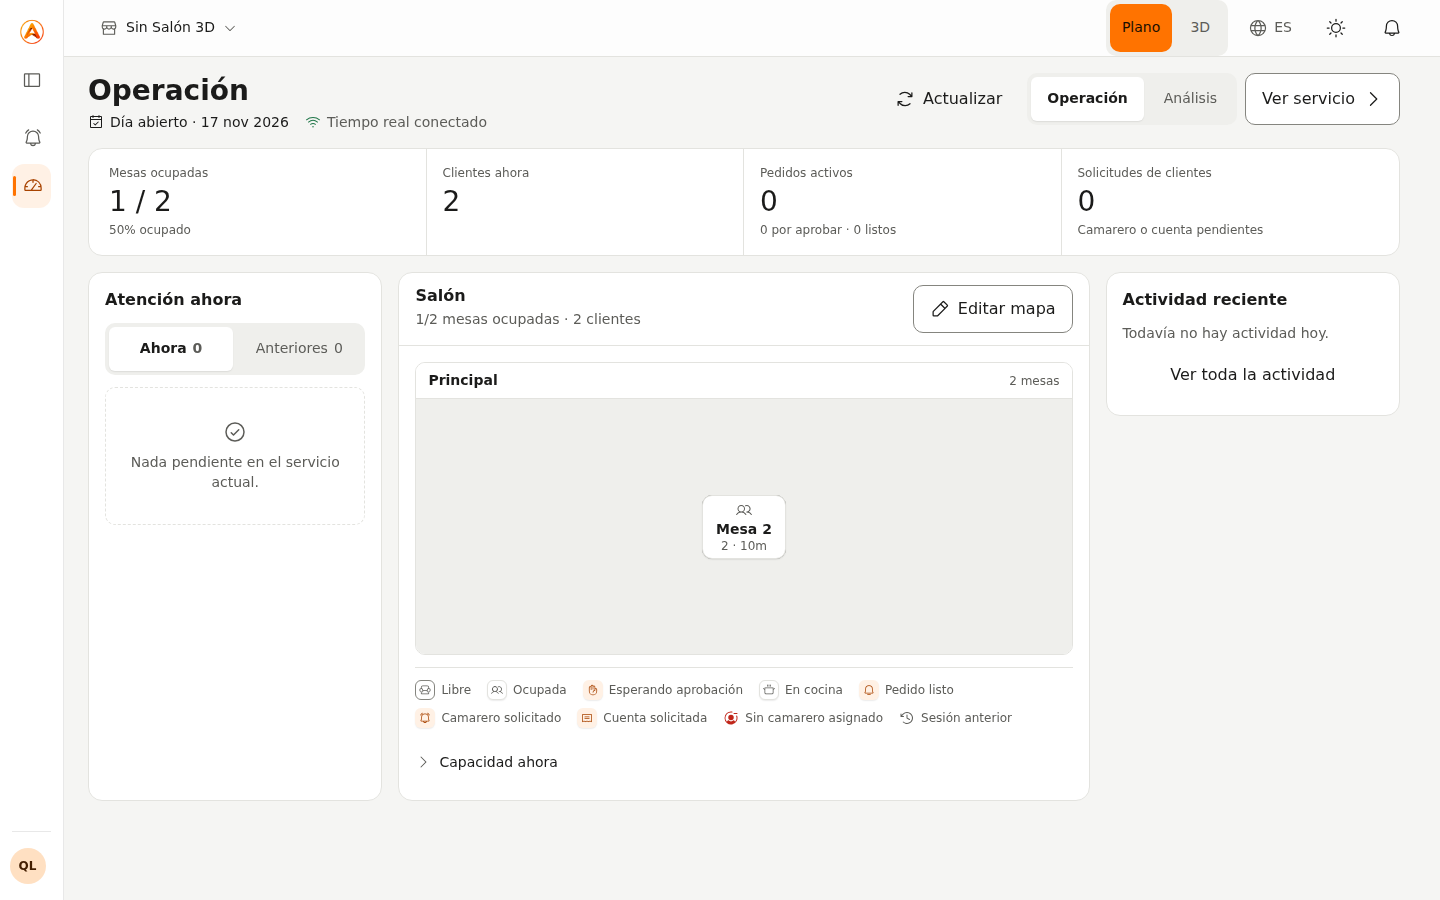 Sin Salón 3D
Plano
3D
ES
Operación
Día abierto · 17 nov 2026
Tiempo real conectado
Actualizar
Operación
Análisis
Ver servicio
Mesas ocupadas
1 / 2
50% ocupado
Clientes ahora
2
Pedidos activos
0
0 por aprobar · 0 listos
Solicitudes de clientes
0
Camarero o cuenta pendientes
Atención ahora
Ahora 0
Anteriores 0
Nada pendiente en el servicio
actual.
Salón
1/2 mesas ocupadas · 2 clientes
Editar mapa
Principal
2 mesas
Mesa 2
2 · 10m
Libre
Ocupada
Esperando aprobación
En cocina
Pedido listo
Camarero solicitado
Cuenta solicitada
Sin camarero asignado
Sesión anterior
Capacidad ahora
Actividad reciente
Todavía no hay actividad hoy.
Ver toda la actividad
QL